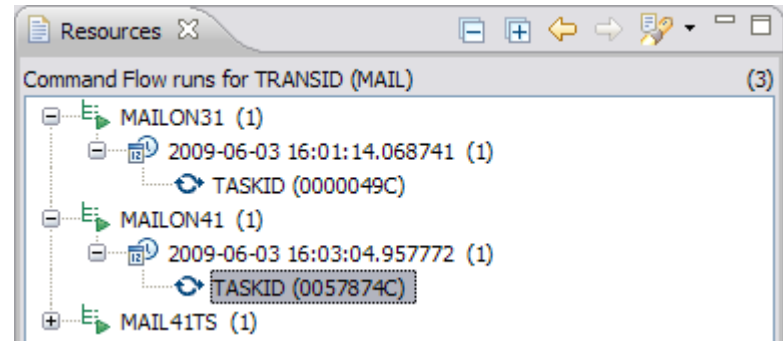 Resources
Command Flow runs for TRANSID (MAIL) (3)
MAILON31 (1)
2009-06-03 16:01:14.068741 (1)
TASKID (0000049C)
MAILON41 (1)
2009-06-03 16:03:04.957772 (1)
TASKID (0057874C)
MAIL41TS (1)